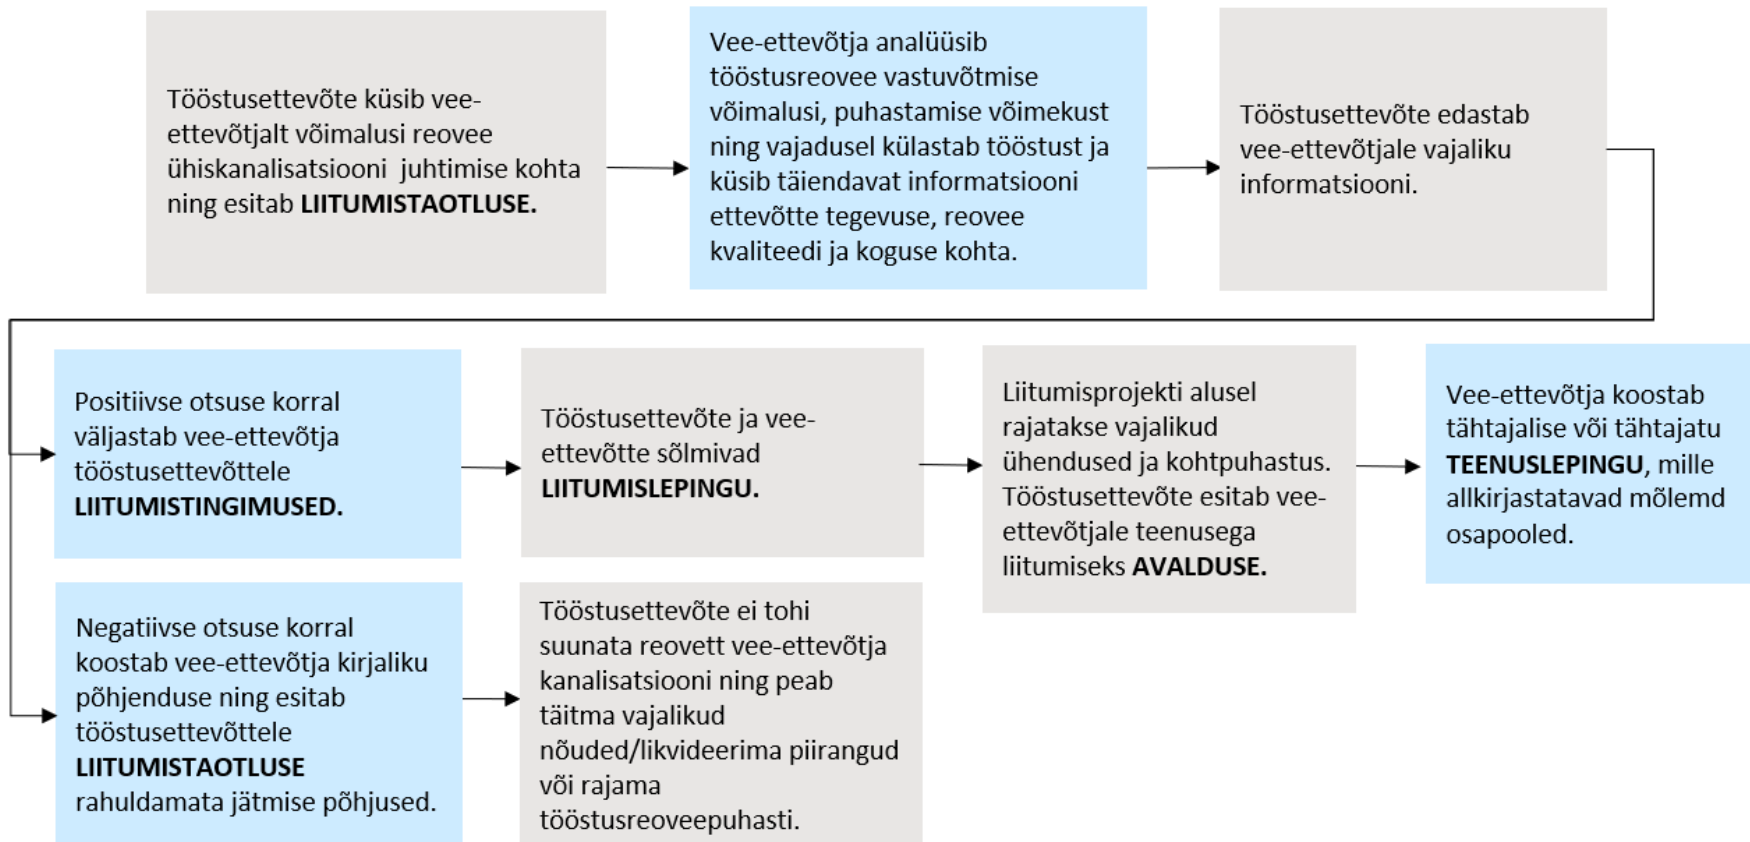 Tööstusettevõte küsib vee-
ettevõtjalt võimalusi reovee
ühiskanalisatsiooni juhtimise kohta
ning esitab LIITUMISTAOTLUSE.
Vee-ettevõtja analüüsib
tööstusreovee vastuvõtmise
võimalusi, puhastamise võimekust
ning vajadusel külastab tööstust ja
küsib täiendavat informatsiooni
ettevõtte tegevuse, reovee
kvaliteedi ja koguse kohta.
Tööstusettevõte edastab
vee-ettevõtjale vajaliku
informatsiooni.
Positiivse otsuse korral
väljastab vee-ettevõtja
tööstusettevõttele
LIITUMISTINGIMUSED.
Tööstusettevõte ja vee-
ettevõtte sõlmivad
LIITUMISLEPINGU.
Liitumisprojekti alusel
rajatakse vajalikud
ühendused ja kohtpuhastus.
Tööstusettevõte esitab vee-
ettevõtjale teenusega
liitumiseks AVALDUSE.
Vee-ettevõtja koostab
tähtajalise või tähtajatu
TEENUSLEPINGU, mille
allkirjastatavad mõlemd
osapooled.
Negatiivse otsuse korral
koostab vee-ettevõtja kirjaliku
põhjenduse ning esitab
tööstusettevõttele
LIITUMISTAOTLUSE
rahuldamata jätmise põhjused.
Tööstusettevõte ei tohi
suunata reovett vee-ettevõtja
kanalisatsiooni ning peab
täitma vajalikud
nõuded/likvideerima piirangud
või rajama
tööstusreoveepuhasti.